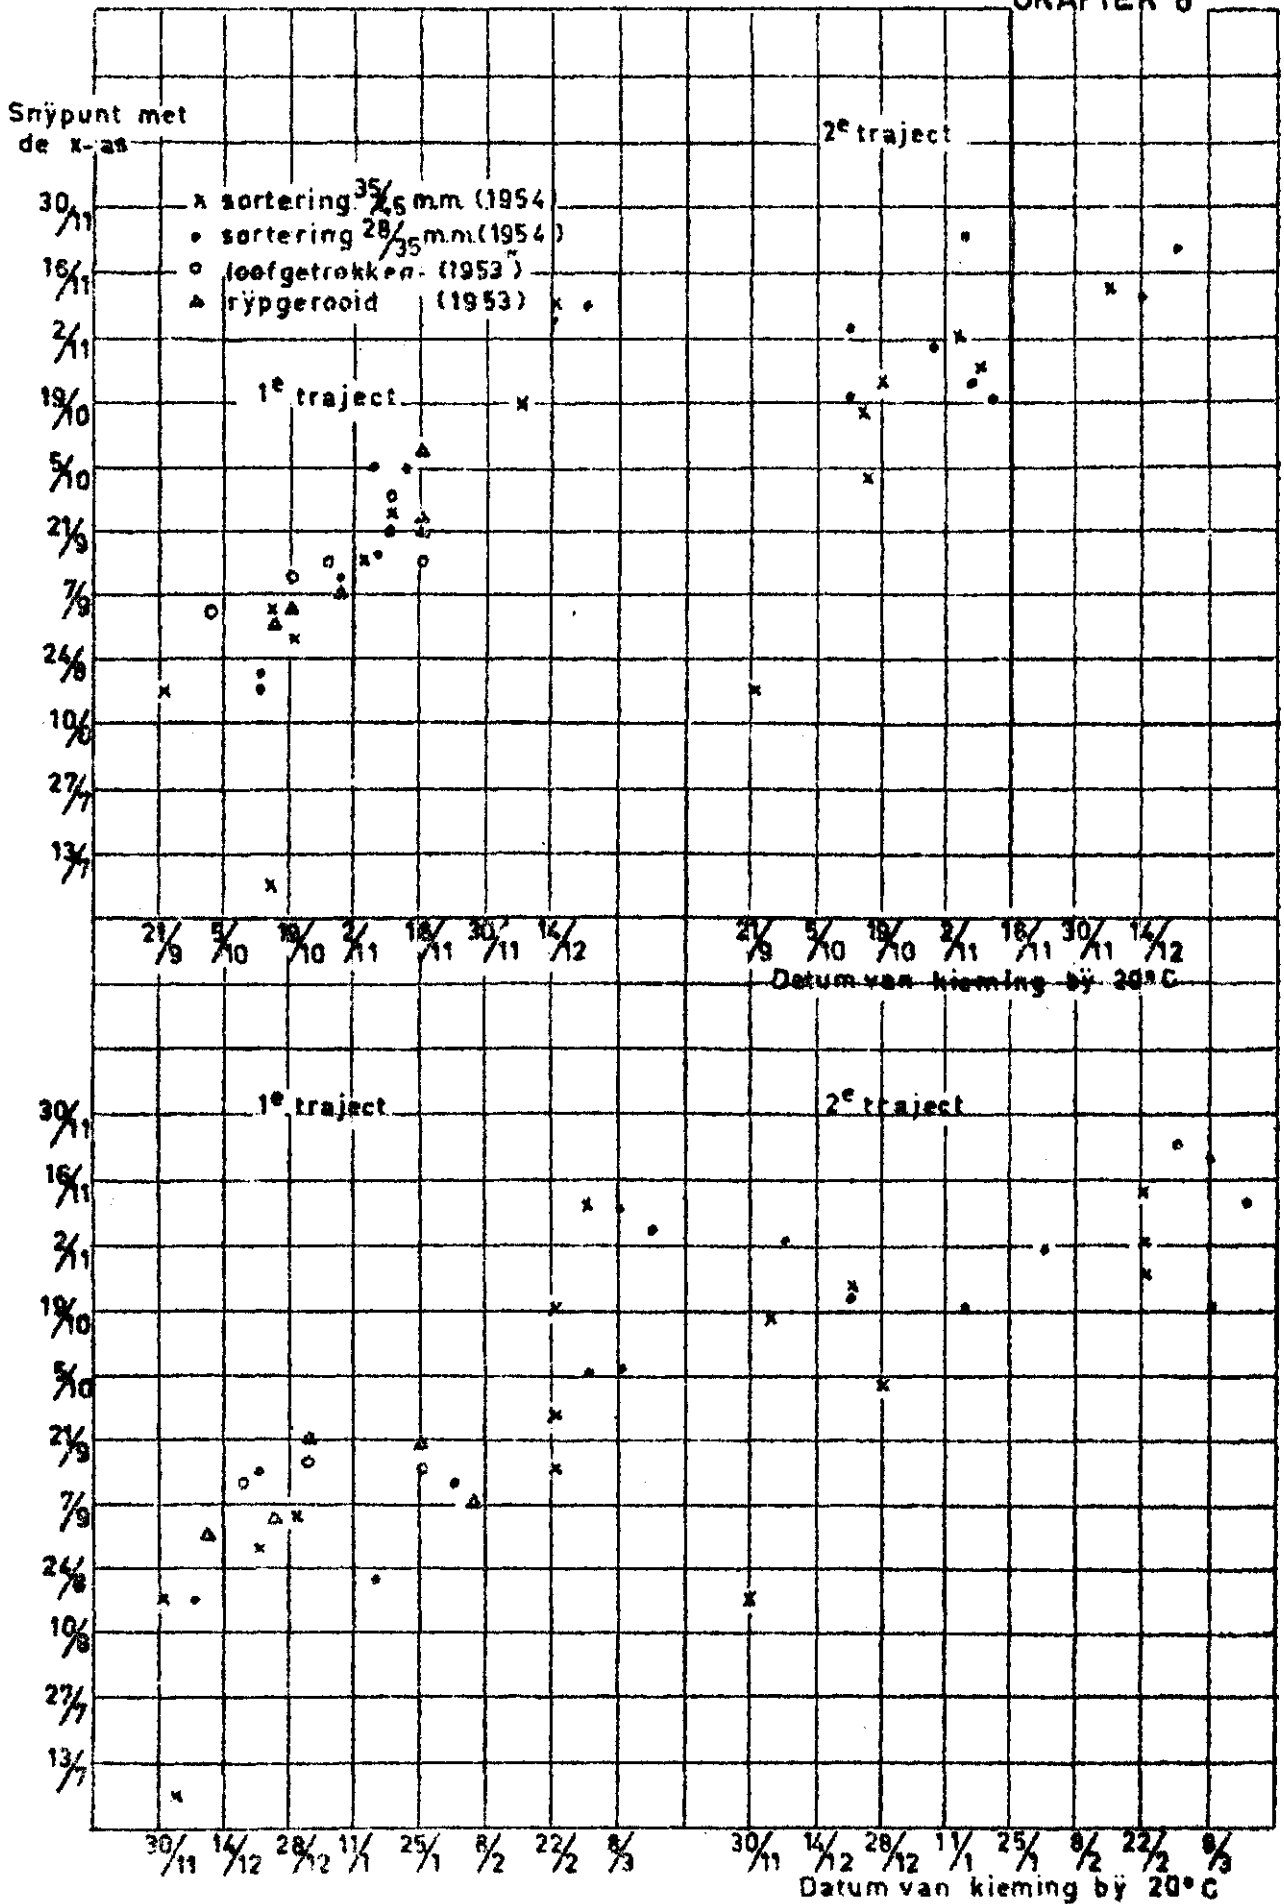 GRAFIEK 8
Snÿpunt met
de x-as
2e traject
x sortering 35/45 m.m. (1954)
• sortering 28/35 m.m. (1954)
o loofgetrokken (1953)
▵ rÿpgerooid (1953)
1e traject
30/11
16/11
2/11
19/10
5/10
21/9
7/9
24/8
10/8
27/7
13/7
21/9 5/10 19/10 2/11 16/11 30/11 14/12 21/9 5/10 19/10 2/11 16/11 30/11 14/12
Datum van kieming bÿ 20°C
1e traject 2e traject
30/11
16/11
2/11
19/10
5/10
21/9
7/9
24/8
10/8
27/7
13/7
30/11 14/12 28/12 11/1 25/1 8/2 22/2 8/3 30/11 14/12 28/12 11/1 25/1 8/2 22/2 8/3
Datum van kieming bÿ 20°C